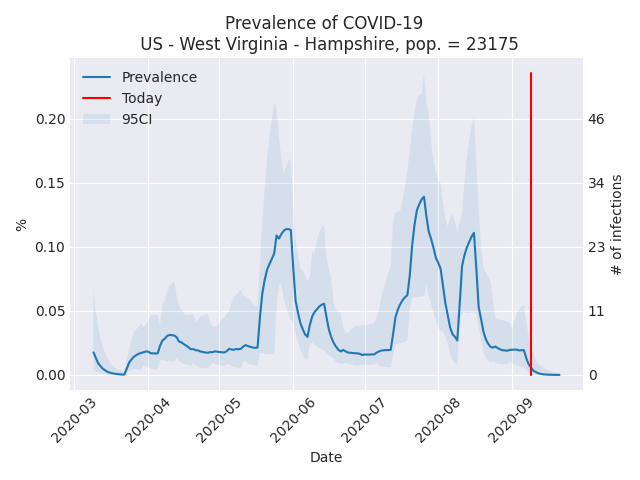 Prevalence of COVID-19
US - West Virginia - Hampshire, pop. = 23175
Prevalence
Today
95CI
%
0.20
0.15
0.10
0.05
0.00
46
34
23
11
0
# of infections
2020-03
2020-04
2020-05
2020-06
2020-07
2020-08
2020-09
Date